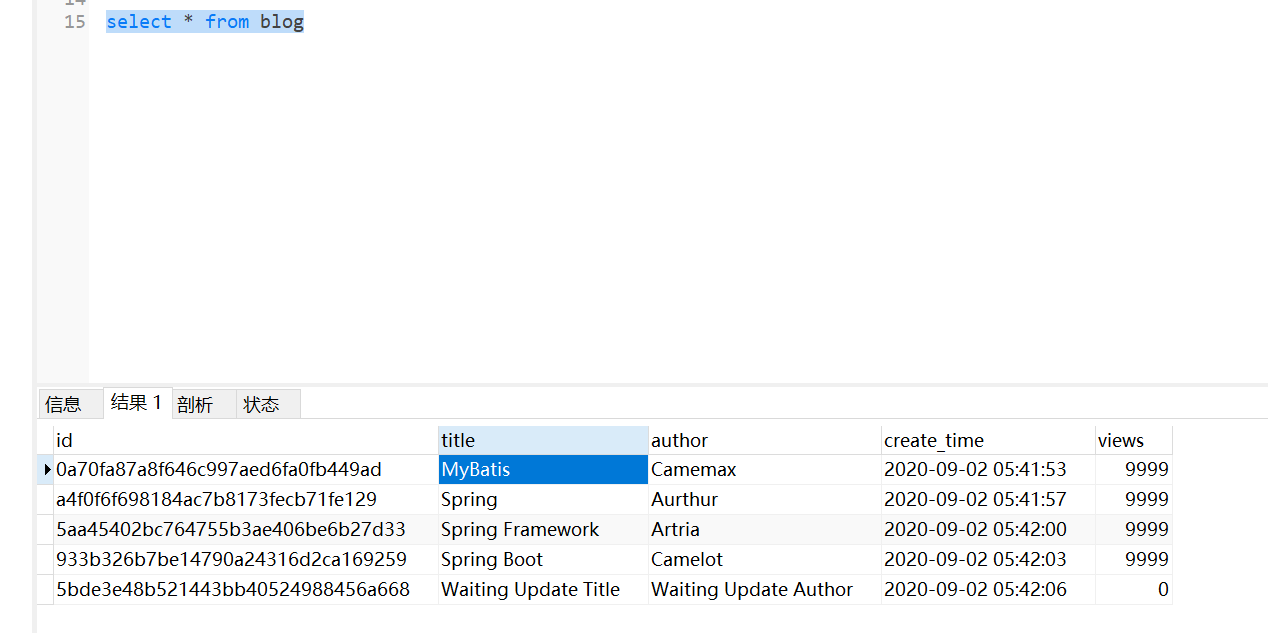 14
15 select * from blog
信息 结果 1 剖析 状态
id title author create_time views
0a70fa87a8f646c997aed6fa0fb449ad MyBatis Camemax 2020-09-02 05:41:53 9999
a4f0f6f698184ac7b8173fecb71fe129 Spring Aurthur 2020-09-02 05:41:57 9999
5aa45402bc764755b3ae406be6b27d33 Spring Framework Artria 2020-09-02 05:42:00 9999
933b326b7be14790a24316d2ca169259 Spring Boot Camelot 2020-09-02 05:42:03 9999
5bde3e48b521443bb40524988456a668 Waiting Update Title Waiting Update Author 2020-09-02 05:42:06 0